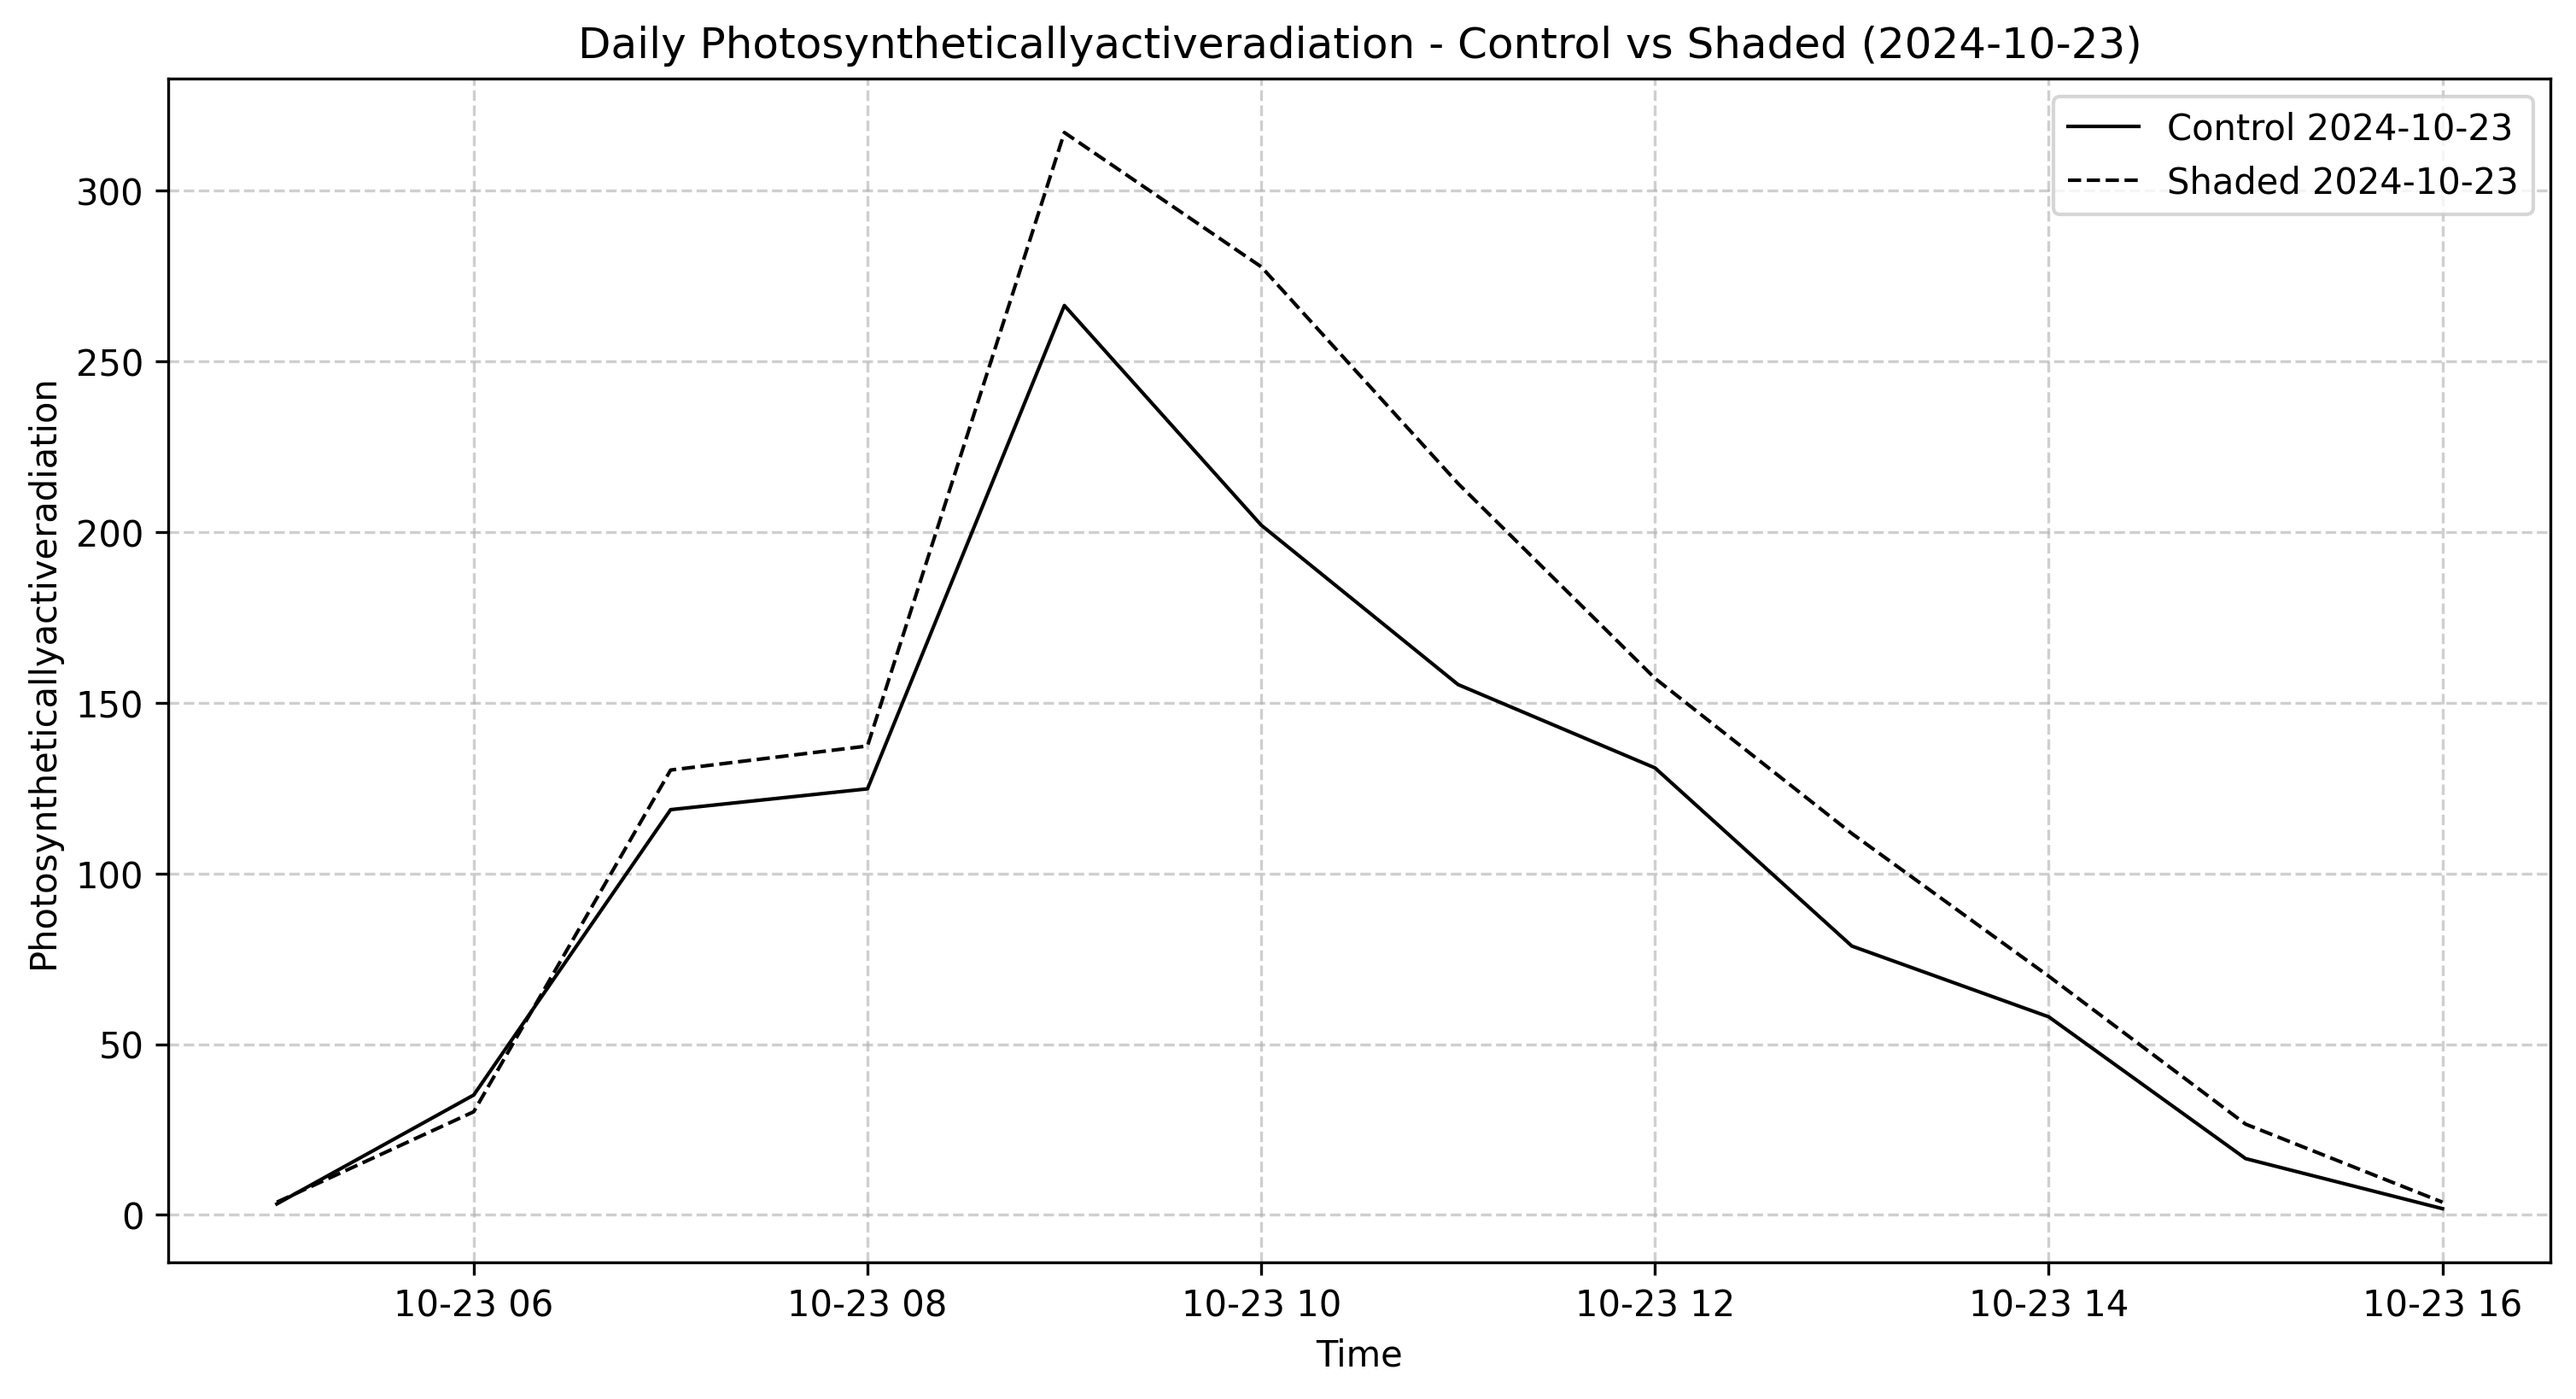 Daily Photosyntheticallyactiveradiation - Control vs Shaded (2024-10-23)
Control 2024-10-23
Shaded 2024-10-23
Photosyntheticallyactiveradiation
300
250
200
150
100
50
0
10-23 06
10-23 08
10-23 10
10-23 12
10-23 14
10-23 16
Time